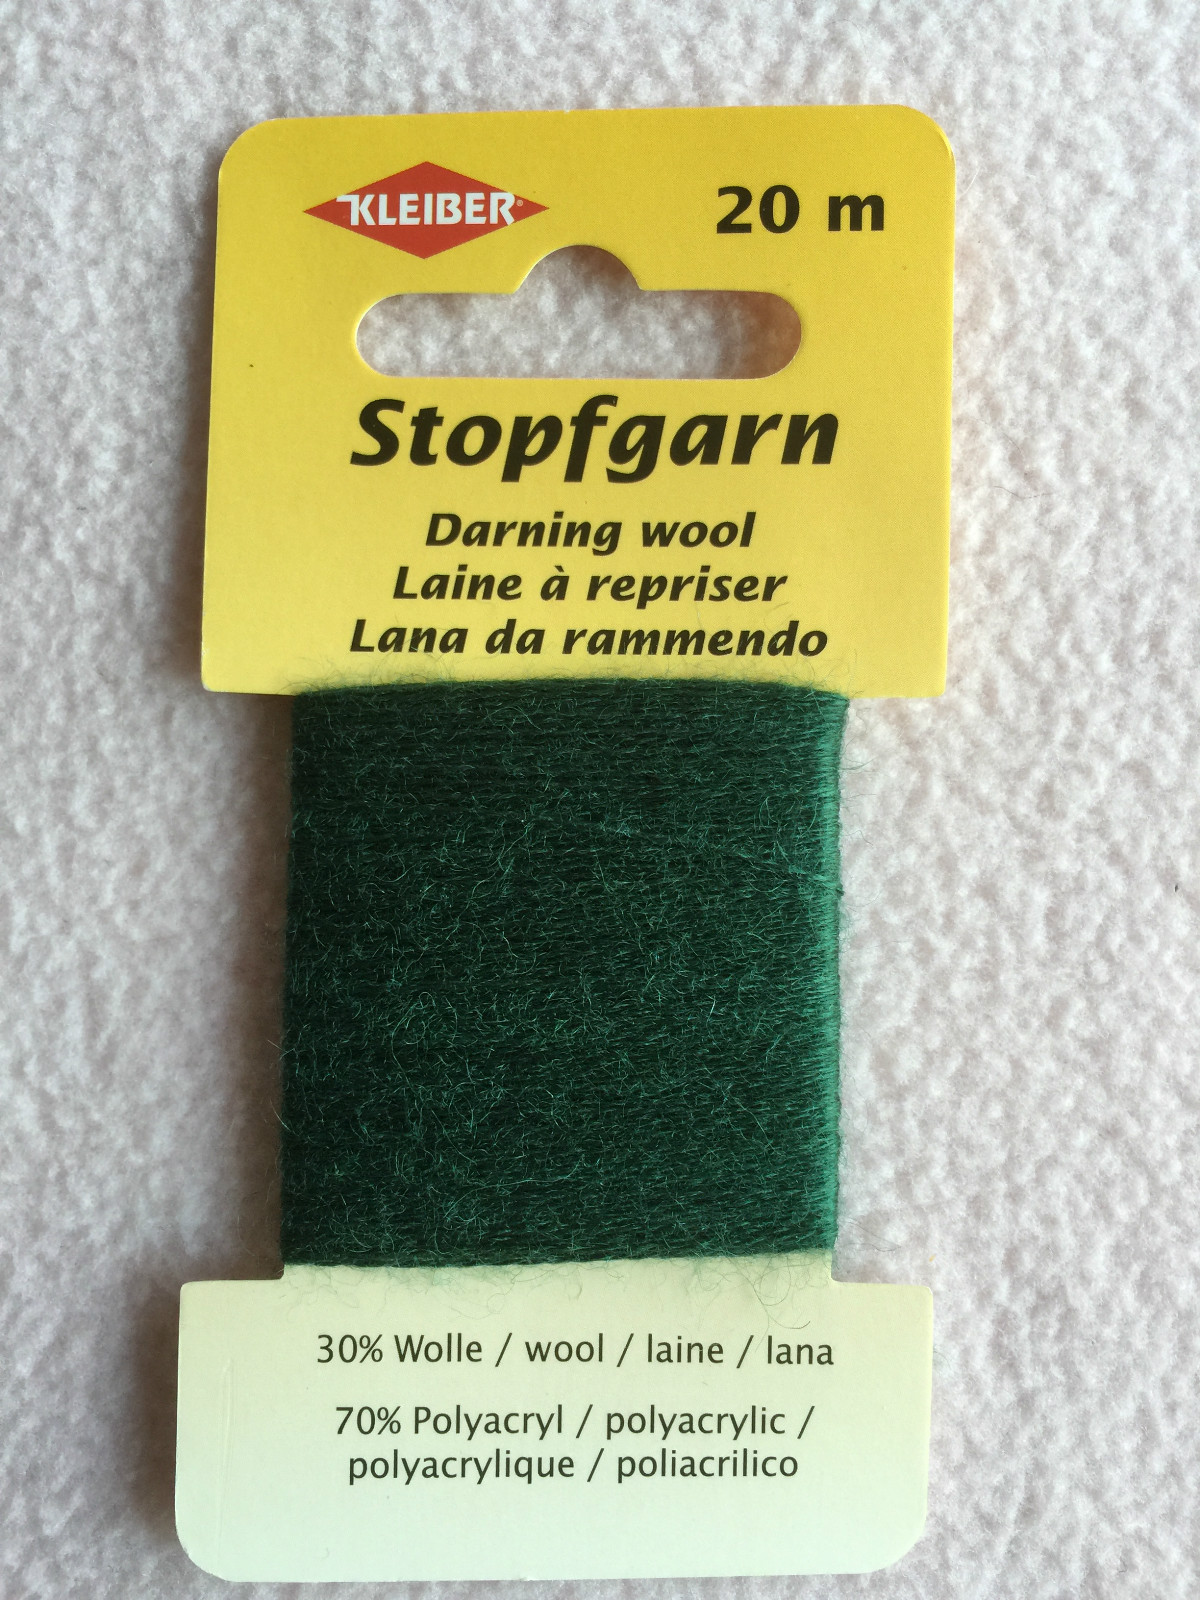 KLEIBER®
20 m
Stopfgarn
Darning wool
Laine à repriser
Lana da rammendo
30% Wolle / wool / laine / lana
70% Polyacryl / polyacrylic /
polyacrylique / poliacrilico